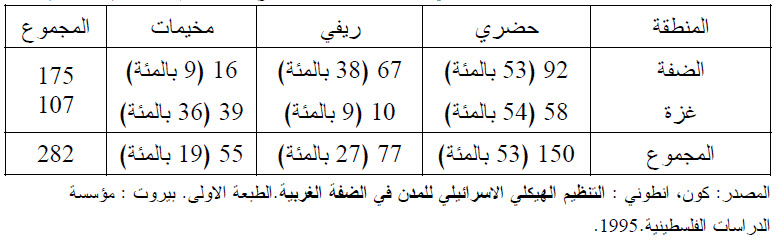 المنطقة حضري ريفي مخيمات المجموع
الضفة 92 (53 بالمئة) 67 (38 بالمئة) 16 (9 بالمئة) 175
غزة 58 (54 بالمئة) 10 (9 بالمئة) 39 (36 بالمئة) 107
المجموع 150 (53 بالمئة) 77 (27 بالمئة) 55 (19 بالمئة) 282
المصدر: كون، انطوني : التنظيم الهيكلي الاسرائيلي للمدن في الضفة الغربية.الطبعة الاولى. بيروت : مؤسسة
الدراسات الفلسطينية.1995.